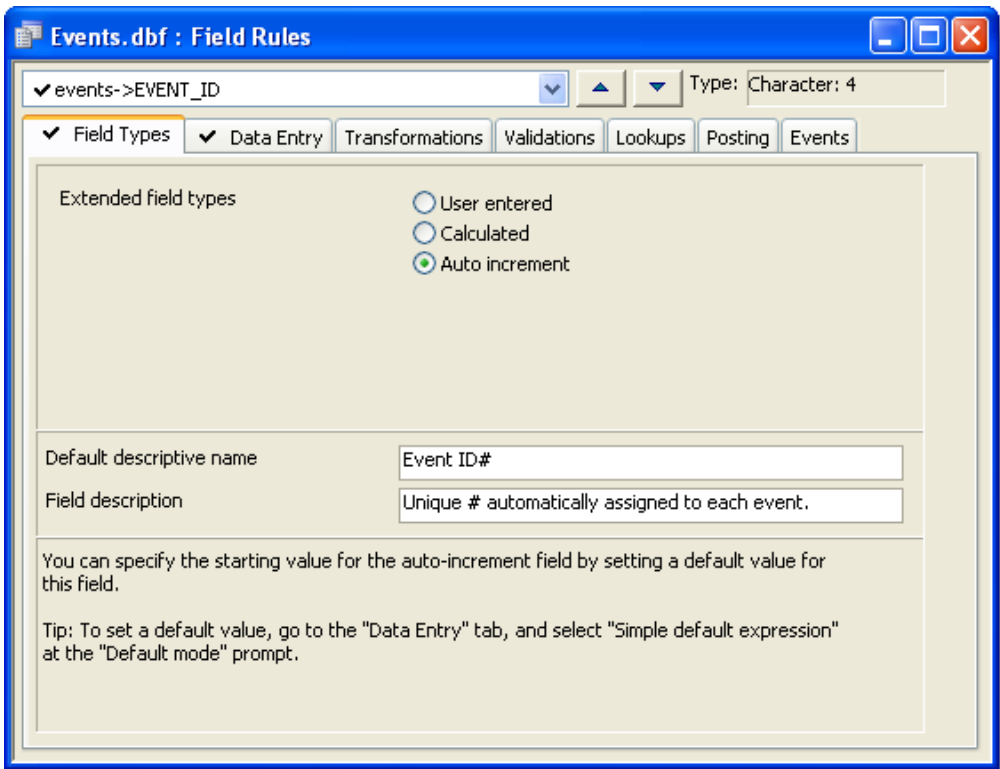 Events.dbf : Field Rules
events->EVENT_ID
Type: Character: 4
Field Types Data Entry Transformations Validations Lookups Posting Events
Extended field types
User entered
Calculated
Auto increment
Default descriptive name Event ID#
Field description Unique # automatically assigned to each event.
You can specify the starting value for the auto-increment field by setting a default value for
this field.
Tip: To set a default value, go to the "Data Entry" tab, and select "Simple default expression"
at the "Default mode" prompt.